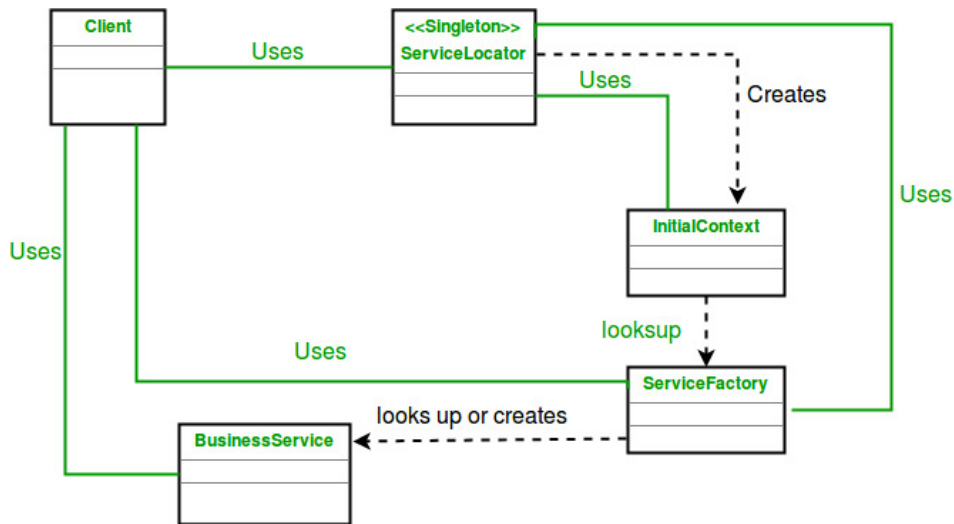 Client
<<Singleton>>
ServiceLocator
Uses
Uses
Creates
Uses
InitialContext
Uses
looksup
Uses
ServiceFactory
looks up or creates
BusinessService